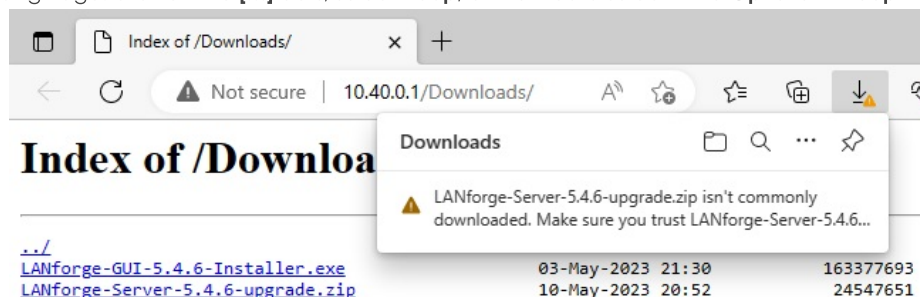 Index of /Downloads/
Not secure | 10.40.0.1/Downloads/
Downloads
Index of /Downloa
LANforge-Server-5.4.6-upgrade.zip isn't commonly
downloaded. Make sure you trust LANforge-Server-5.4.6...
../
LANforge-GUI-5.4.6-Installer.exe 03-May-2023 21:30 163377693
LANforge-Server-5.4.6-upgrade.zip 10-May-2023 20:52 24547651